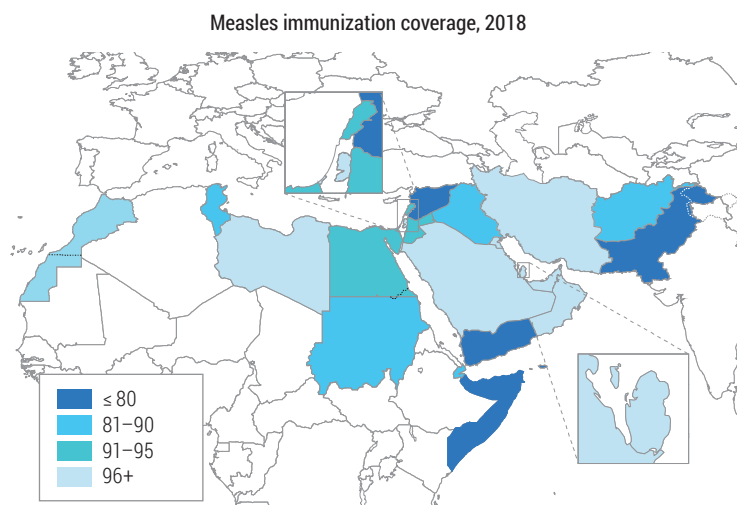 Measles immunization coverage, 2018
≤ 80
81–90
91–95
96+